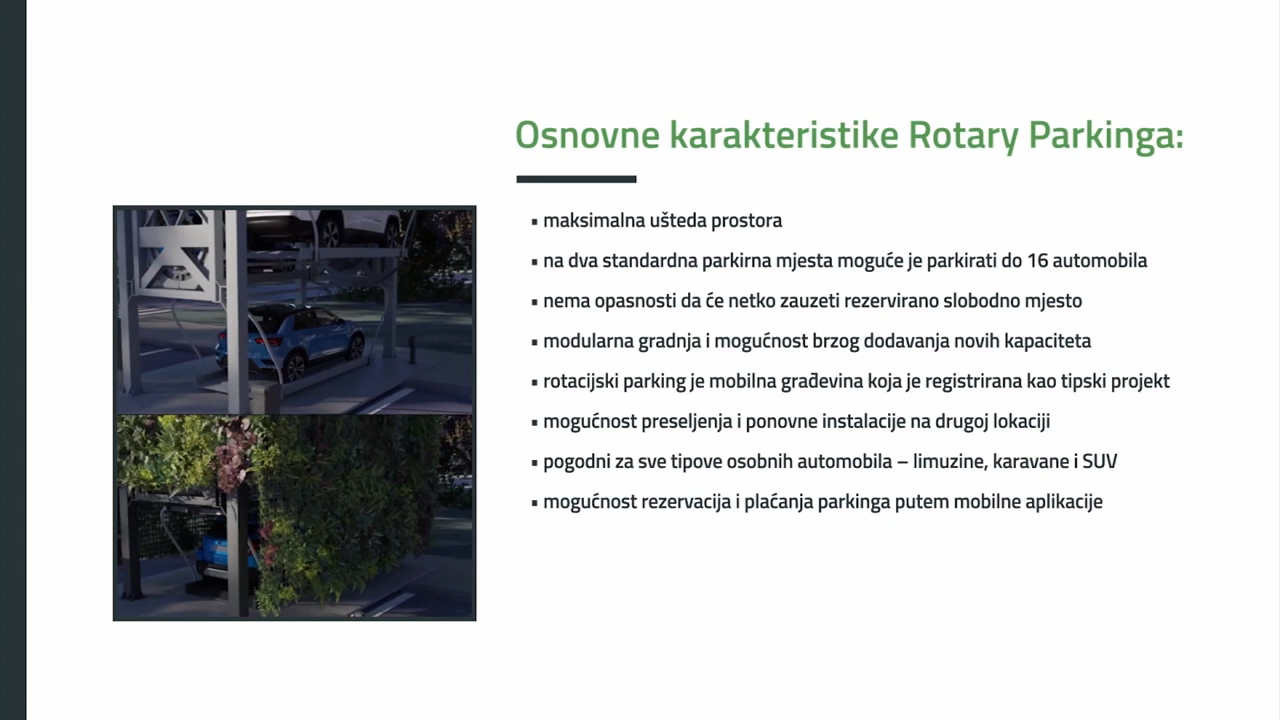 Osnovne karakteristike Rotary Parkinga:
▪ maksimalna ušteda prostora
▪ na dva standardna parkirna mjesta moguće je parkirati do 16 automobila
▪ nema opasnosti da će netko zauzeti rezervirano slobodno mjesto
▪ modularna gradnja i mogućnost brzog dodavanja novih kapaciteta
▪ rotacijski parking je mobilna građevina koja je registrirana kao tipski projekt
▪ mogućnost preseljenja i ponovne instalacije na drugoj lokaciji
▪ pogodni za sve tipove osobnih automobila – limuzine, karavane i SUV
▪ mogućnost rezervacija i plaćanja parkinga putem mobilne aplikacije